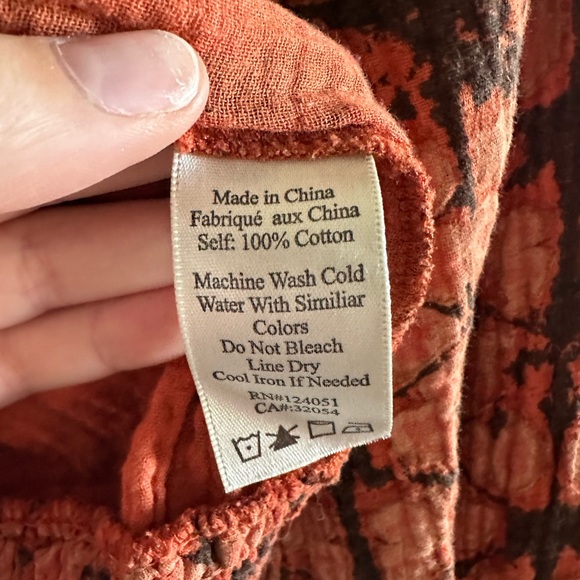 Made in China
Fabriqué aux China
Self: 100% Cotton
Machine Wash Cold
Water With Similiar
Colors
Do Not Bleach
Line Dry
Cool Iron If Needed
RN#124051
CA#:32054